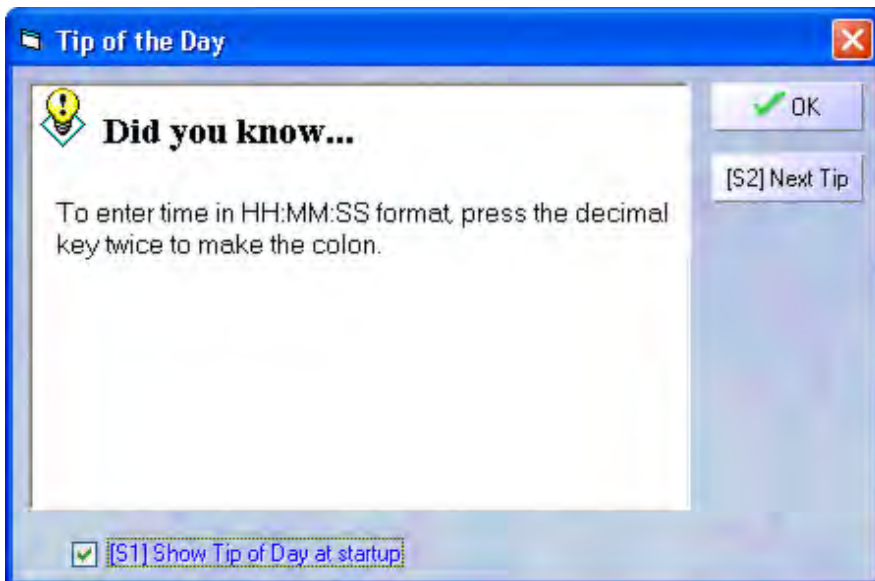 Tip of the Day
Did you know...
OK
[S2] Next Tip
To enter time in HH:MM:SS format, press the decimal
key twice to make the colon.
[S1] Show Tip of Day at startup